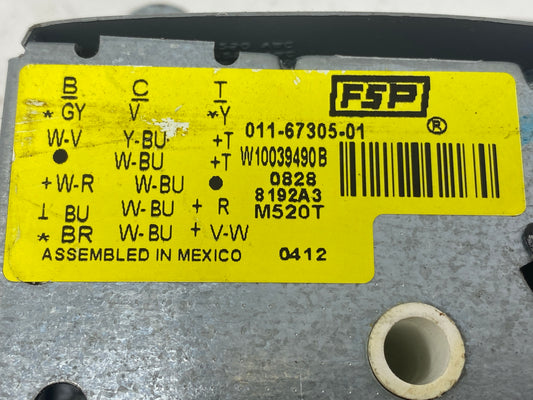 B C T
* GY V *Y
W-V Y-BU +T
● W-BU +T
+W-R W-BU ●
⊥ BU W-BU + R
* BR W-BU + V-W
ASSEMBLED IN MEXICO 0412
FSP®
011-67305-01
W10039490B
0828
8192A3
M520T